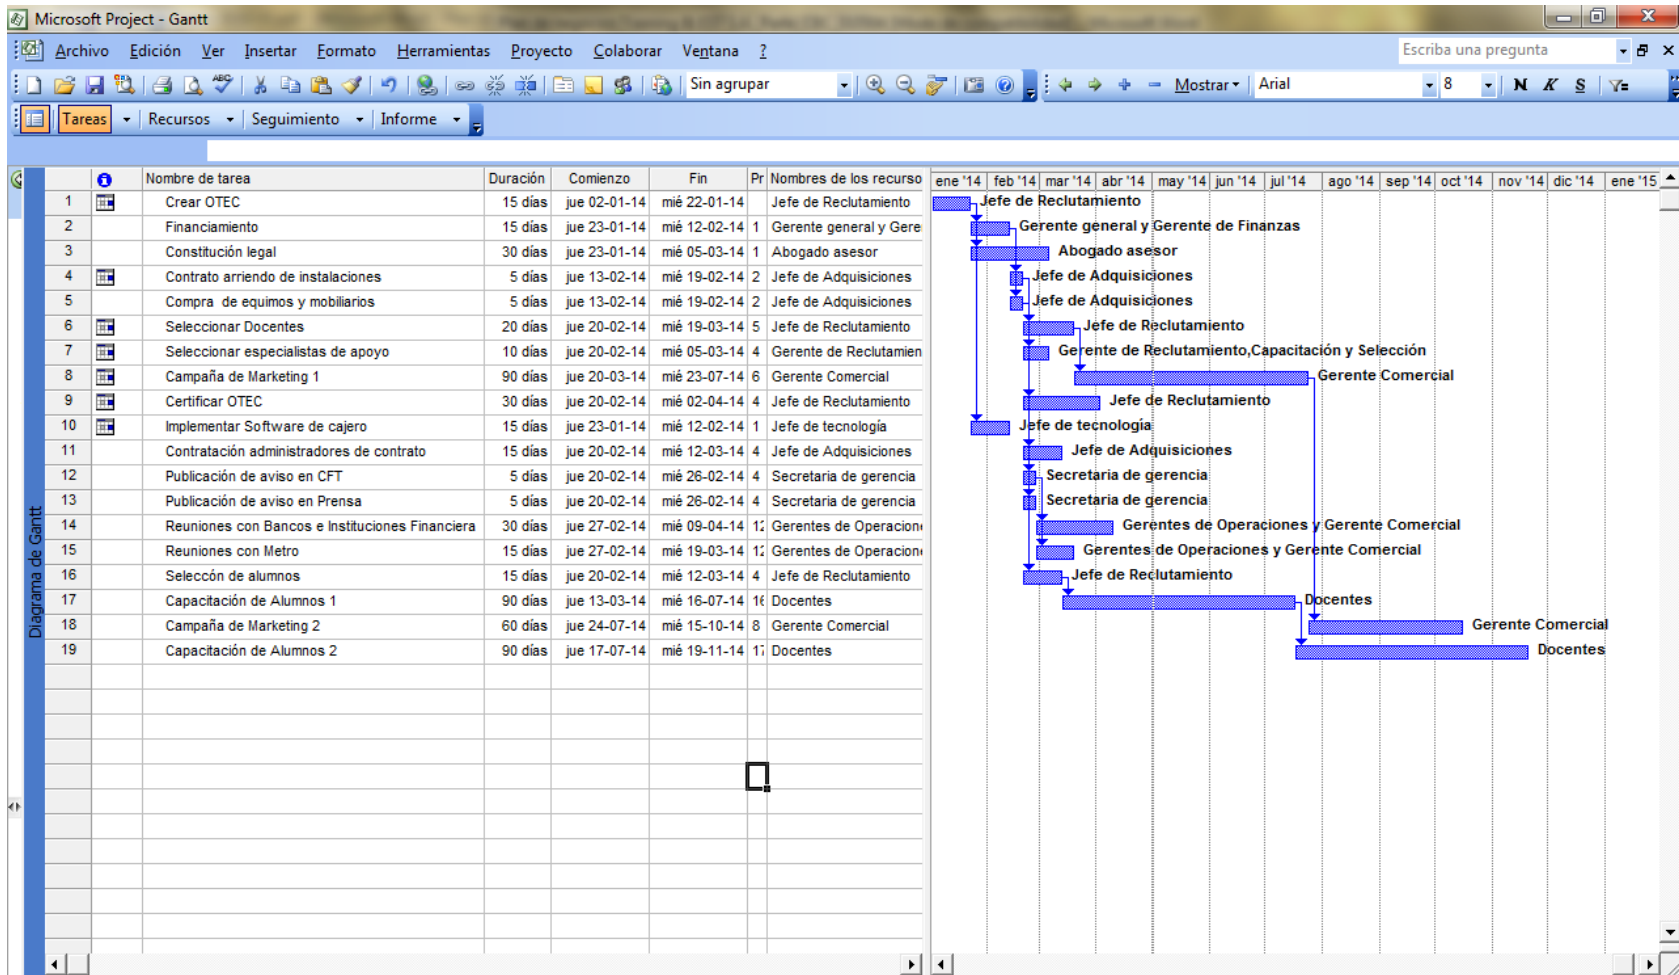 Microsoft Project - Gantt
Archivo Edición Ver Insertar Formato Herramientas Proyecto Colaborar Ventana ? Escriba una pregunta
ABC Sin agrupar Mostrar Arial 8 N K S
Tareas Recursos Seguimiento Informe
Nombre de tarea Duración Comienzo Fin Pr Nombres de los recurso ene '14 feb '14 mar '14 abr '14 may '14 jun '14 jul '14 ago '14 sep '14 oct '14 nov '14 dic '14 ene '15
1 Crear OTEC 15 días jue 02-01-14 mié 22-01-14 Jefe de Reclutamiento Jefe de Reclutamiento
2 Financiamiento 15 días jue 23-01-14 mié 12-02-14 1 Gerente general y Gere Gerente general y Gerente de Finanzas
3 Constitución legal 30 días jue 23-01-14 mié 05-03-14 1 Abogado asesor Abogado asesor
4 Contrato arriendo de instalaciones 5 días jue 13-02-14 mié 19-02-14 2 Jefe de Adquisiciones Jefe de Adquisiciones
5 Compra de equimos y mobiliarios 5 días jue 13-02-14 mié 19-02-14 2 Jefe de Adquisiciones Jefe de Adquisiciones
6 Seleccionar Docentes 20 días jue 20-02-14 mié 19-03-14 5 Jefe de Reclutamiento Jefe de Reclutamiento
7 Seleccionar especialistas de apoyo 10 días jue 20-02-14 mié 05-03-14 4 Gerente de Reclutamien Gerente de Reclutamiento,Capacitación y Selección
8 Campaña de Marketing 1 90 días jue 20-03-14 mié 23-07-14 6 Gerente Comercial Gerente Comercial
9 Certificar OTEC 30 días jue 20-02-14 mié 02-04-14 4 Jefe de Reclutamiento Jefe de Reclutamiento
10 Implementar Software de cajero 15 días jue 23-01-14 mié 12-02-14 1 Jefe de tecnología Jefe de tecnología
11 Contratación administradores de contrato 15 días jue 20-02-14 mié 12-03-14 4 Jefe de Adquisiciones Jefe de Adquisiciones
12 Publicación de aviso en CFT 5 días jue 20-02-14 mié 26-02-14 4 Secretaria de gerencia Secretaria de gerencia
13 Publicación de aviso en Prensa 5 días jue 20-02-14 mié 26-02-14 4 Secretaria de gerencia Secretaria de gerencia
14 Reuniones con Bancos e Instituciones Financiera 30 días jue 27-02-14 mié 09-04-14 12 Gerentes de Operacion Gerentes de Operaciones y Gerente Comercial
15 Reuniones con Metro 15 días jue 27-02-14 mié 19-03-14 12 Gerentes de Operacion Gerentes de Operaciones y Gerente Comercial
16 Seleccón de alumnos 15 días jue 20-02-14 mié 12-03-14 4 Jefe de Reclutamiento Jefe de Reclutamiento
17 Capacitación de Alumnos 1 90 días jue 13-03-14 mié 16-07-14 16 Docentes Docentes
18 Campaña de Marketing 2 60 días jue 24-07-14 mié 15-10-14 8 Gerente Comercial Gerente Comercial
19 Capacitación de Alumnos 2 90 días jue 17-07-14 mié 19-11-14 17 Docentes Docentes
Diagrama de Gantt